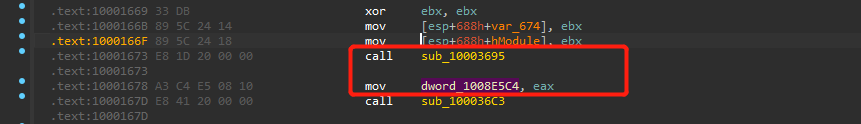 .text:10001669 33 DB xor ebx, ebx
.text:1000166B 89 5C 24 14 mov [esp+688h+var_674], ebx
.text:1000166F 89 5C 24 18 mov [esp+688h+hModule], ebx
.text:10001673 E8 1D 20 00 00 call sub_10003695
.text:10001673
.text:10001678 A3 C4 E5 08 10 mov dword_1008E5C4, eax
.text:1000167D E8 41 20 00 00 call sub_100036C3
.text:1000167D